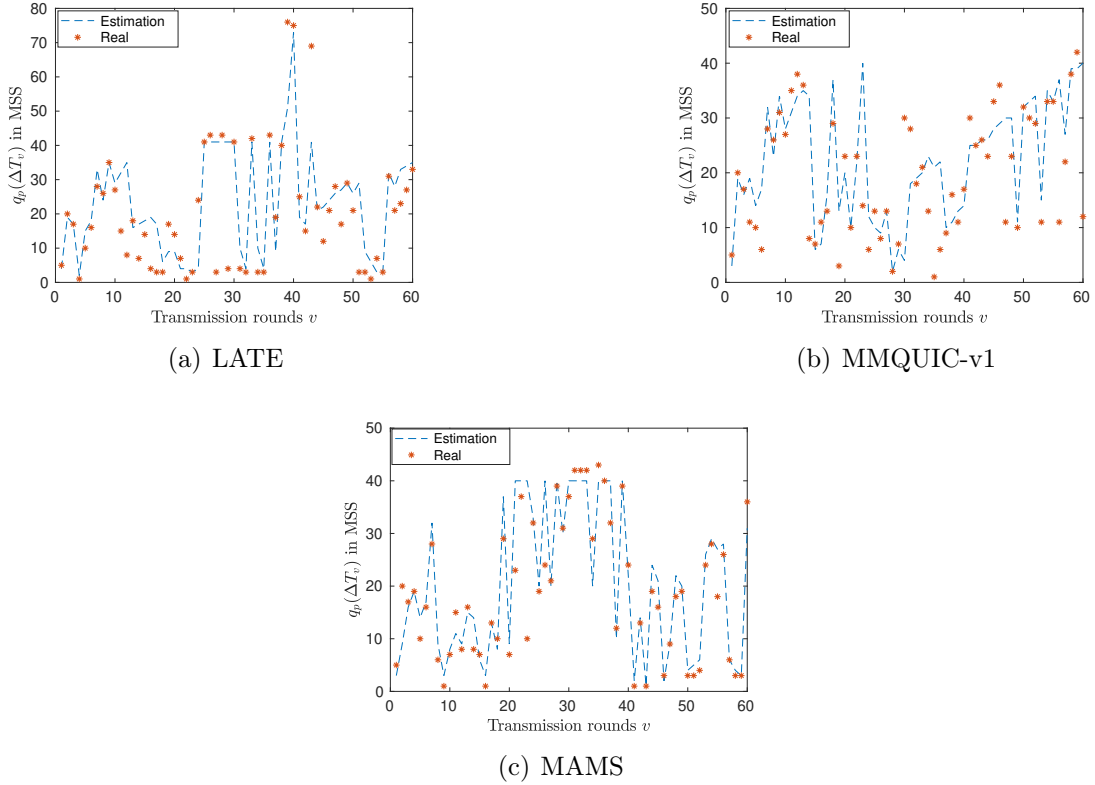 80
70
60
50
40
30
20
10
0
q_p(ΔT_v) in MSS
Estimation
Real
0 10 20 30 40 50 60
Transmission rounds v
(a) LATE
50
40
30
20
10
0
q_p(ΔT_v) in MSS
Estimation
Real
0 10 20 30 40 50 60
Transmission rounds v
(b) MMQUIC-v1
50
40
30
20
10
0
q_p(ΔT_v) in MSS
Estimation
Real
0 10 20 30 40 50 60
Transmission rounds v
(c) MAMS